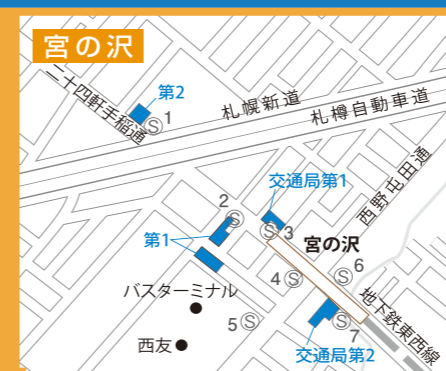 宮の沢
二十四軒手稲通
第2
Ⓢ 1
札幌新道
札樽自動車道
西野屯田通
交通局第1
2
Ⓢ
Ⓢ 3
第1
宮の沢
6
Ⓢ
4 Ⓢ
バスターミナル
5 Ⓢ
Ⓢ
7
地下鉄東西線
西友
交通局第2